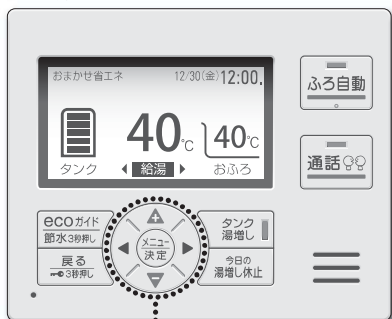 おまかせ省エネ 12/30(金)12:00.
ふろ自動
40℃ 40℃
タンク ◀ 給湯 ▶ おふろ
通話
ecoガイド
節水3秒押し
戻る
3秒押し
メニュー
決定
タンク
湯増し
今日の
湯増し休止